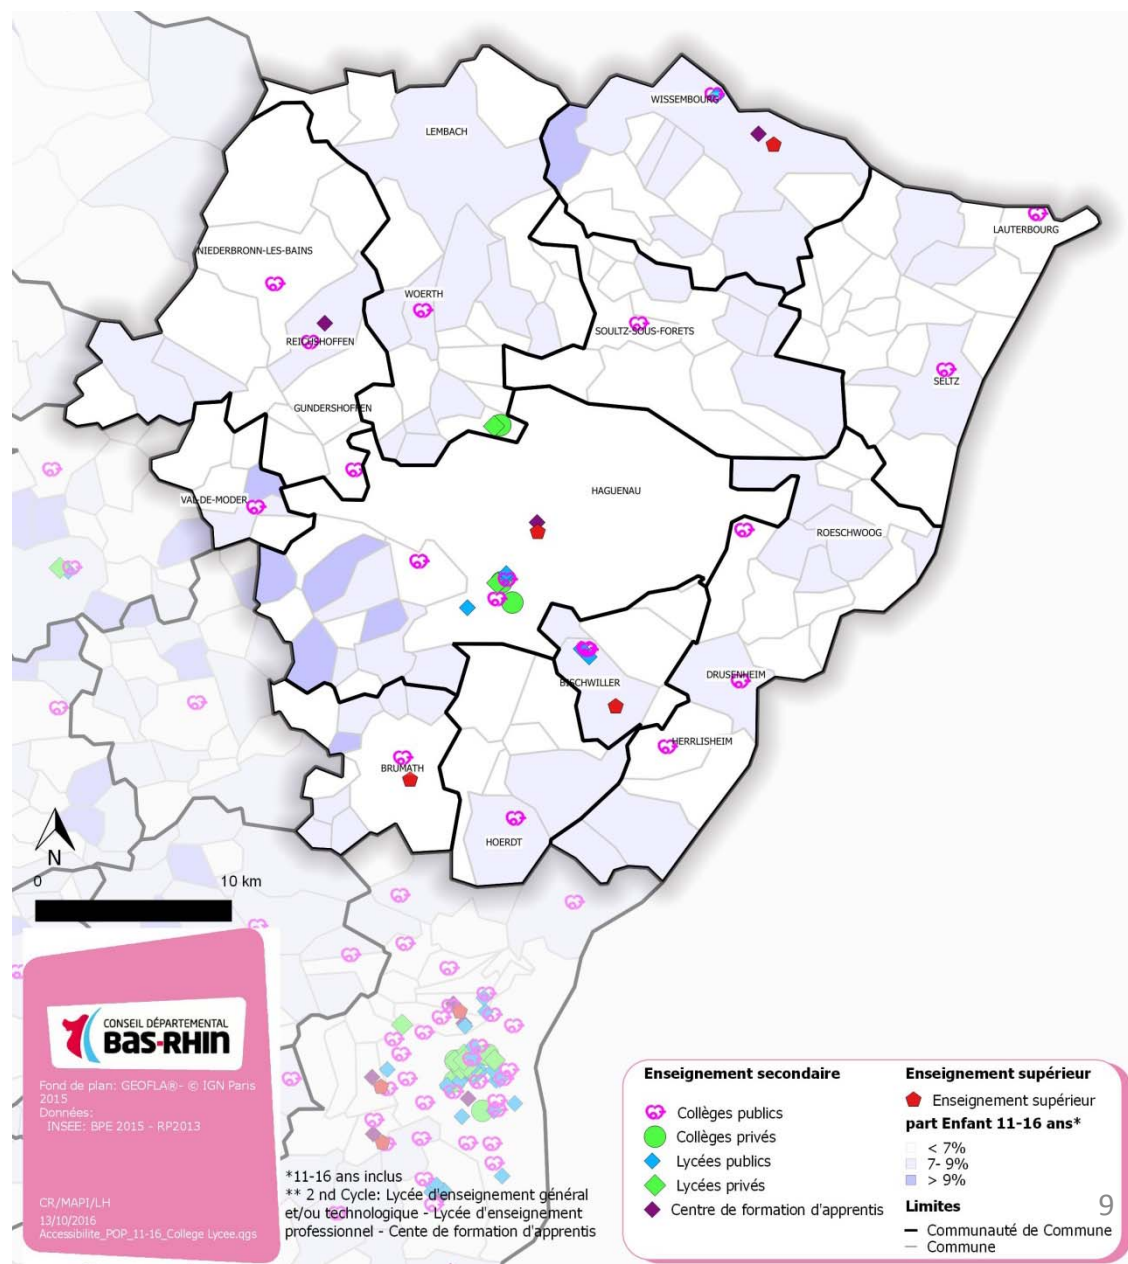 WISSEMBOURG
LEMBACH
LAUTERBOURG
NIEDERBRONN-LES-BAINS
WOERTH
SOULTZ-SOUS-FORETS
REICHSHOFFEN
SELTZ
GUNDERSHOFFEN
HAGUENAU
VAL-DE-MODER
ROESCHWOOG
DRUSENHEIM
BISCHWILLER
HERRLISHEIM
BRUMATH
HOERDT
N
0 10 km
CONSEIL DÉPARTEMENTAL
BaS-RHIn
Fond de plan: GEOFLA®- © IGN Paris
2015
Données:
INSEE: BPE 2015 - RP2013
CR/MAPI/LH
13/10/2016
Accessibilite_POP_11-16_College Lycee.qgs
*11-16 ans inclus
** 2 nd Cycle: Lycée d'enseignement général
et/ou technologique - Lycée d'enseignement
professionnel - Cente de formation d'apprentis
Enseignement secondaire
Collèges publics
Collèges privés
Lycées publics
Lycées privés
Centre de formation d'apprentis
Enseignement supérieur
Enseignement supérieur
part Enfant 11-16 ans*
< 7%
7- 9%
> 9%
Limites
Communauté de Commune
Commune
9